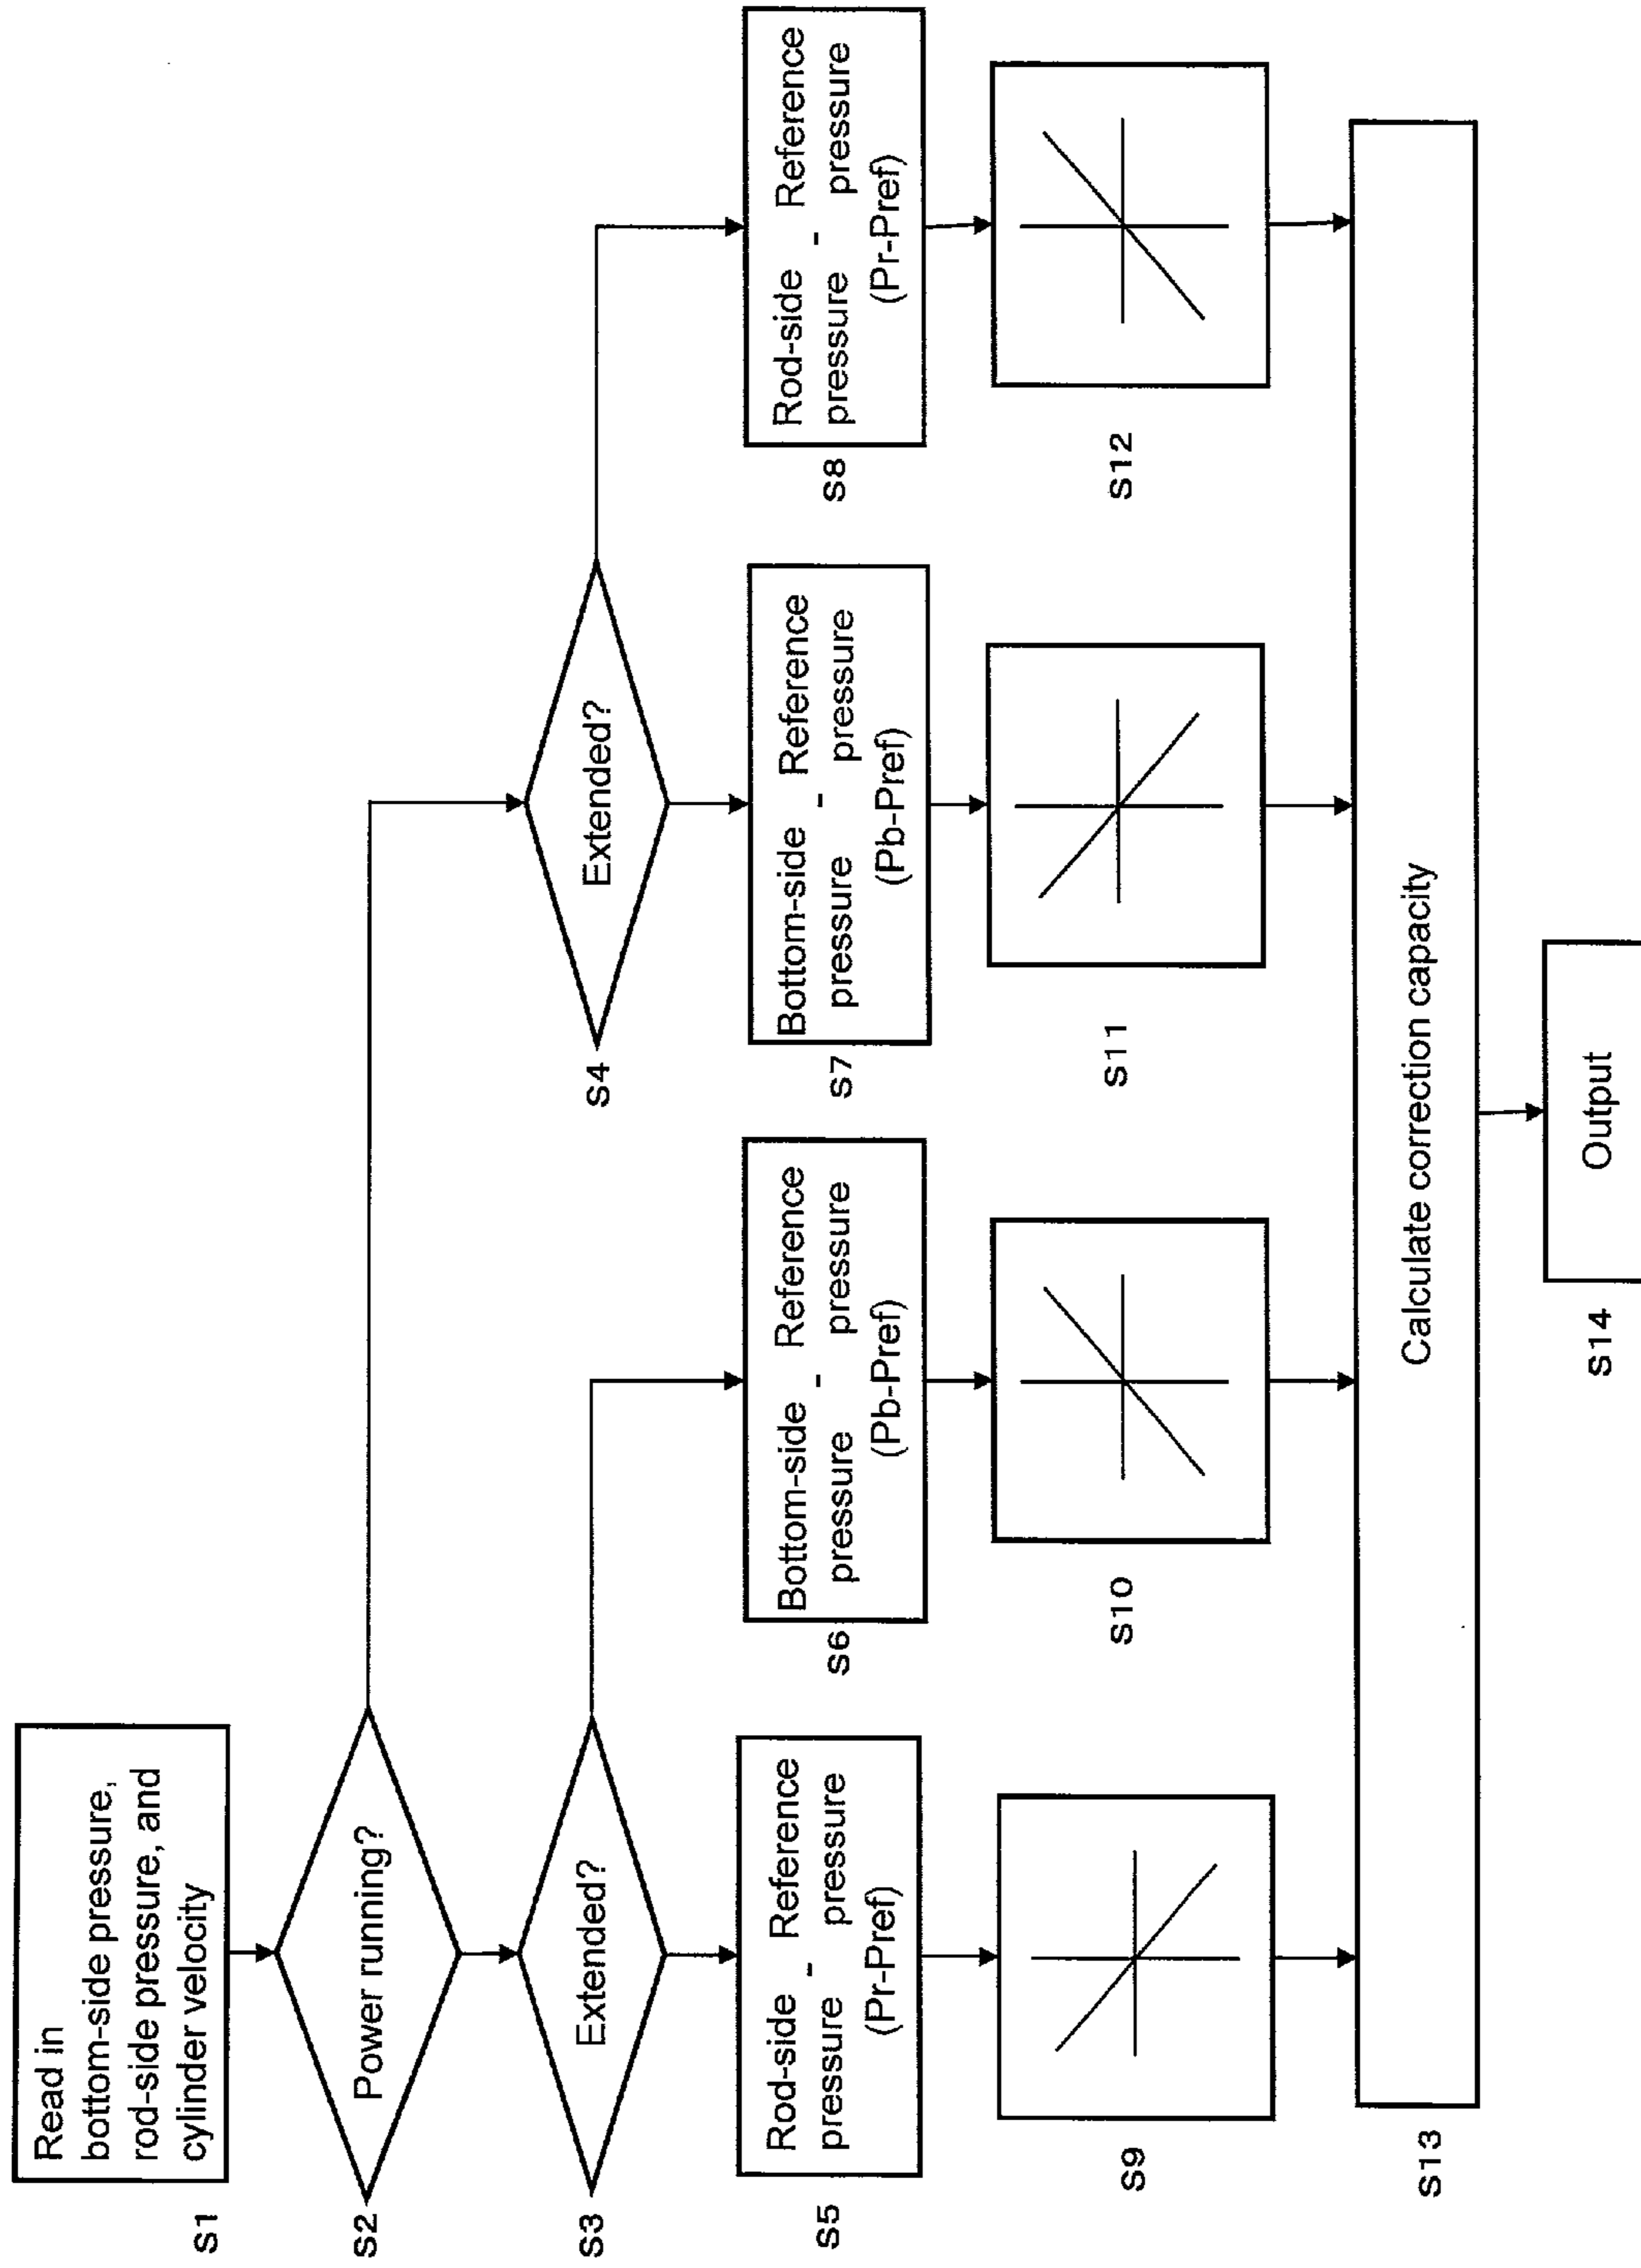 s1
Read in
bottom-side pressure,
rod-side pressure, and
cylinder velocity
s2
Power running?
s3
Extended?
s4
Extended?
s5
Rod-side - Reference
pressure - pressure
(Pr-Pref)
s6
Bottom-side - Reference
pressure - pressure
(Pb-Pref)
s7
Bottom-side - Reference
pressure - pressure
(Pb-Pref)
s8
Rod-side - Reference
pressure - pressure
(Pr-Pref)
s9
s10
s11
s12
s13
Calculate correction capacity
s14
Output